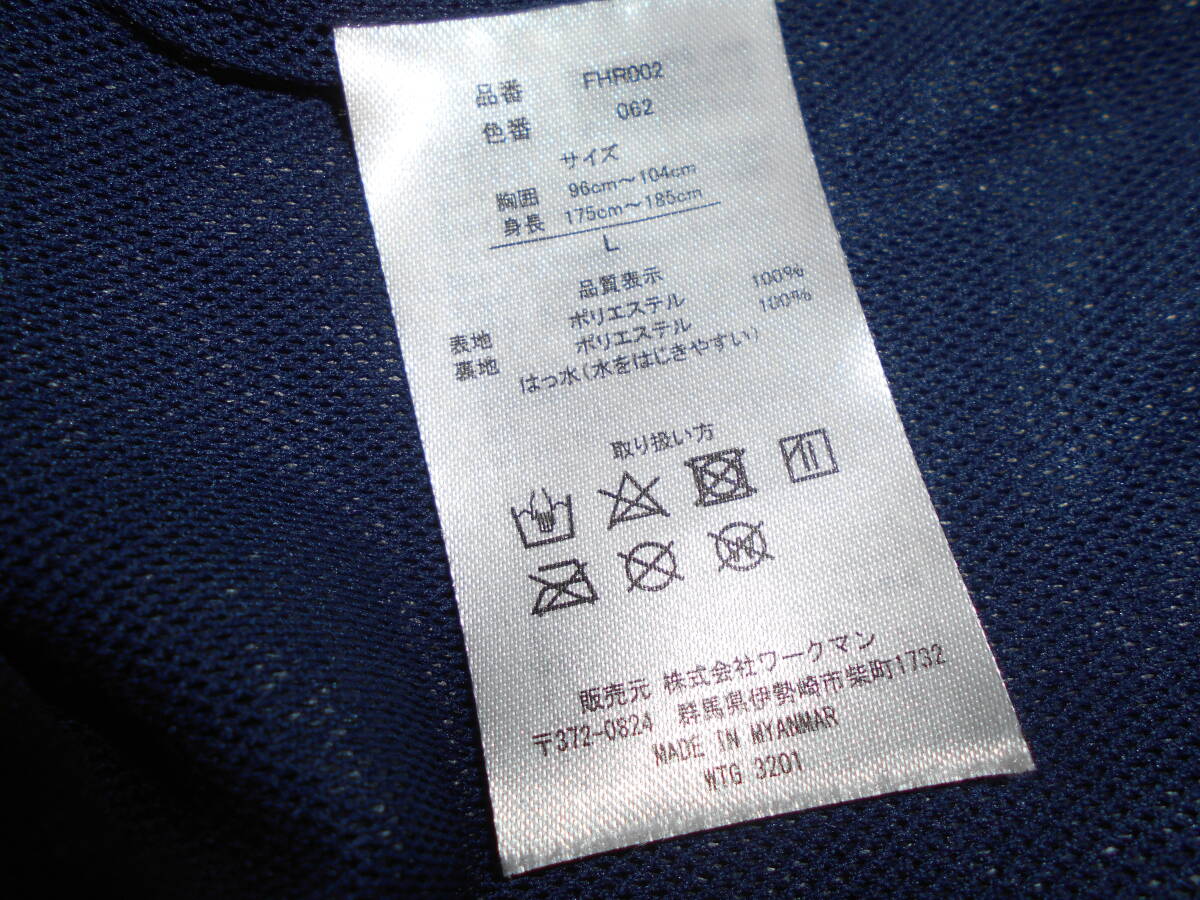 品番 FHR002
色番 062
サイズ
胸囲 96cm～104cm
身長 175cm～185cm
L
品質表示
表地 ポリエステル 100%
裏地 ポリエステル 100%
はっ水(水をはじきやすい)
取り扱い方
販売元 株式会社ワークマン
〒372-0824 群馬県伊勢崎市柴町1732
MADE IN MYANMAR
WTG 3201